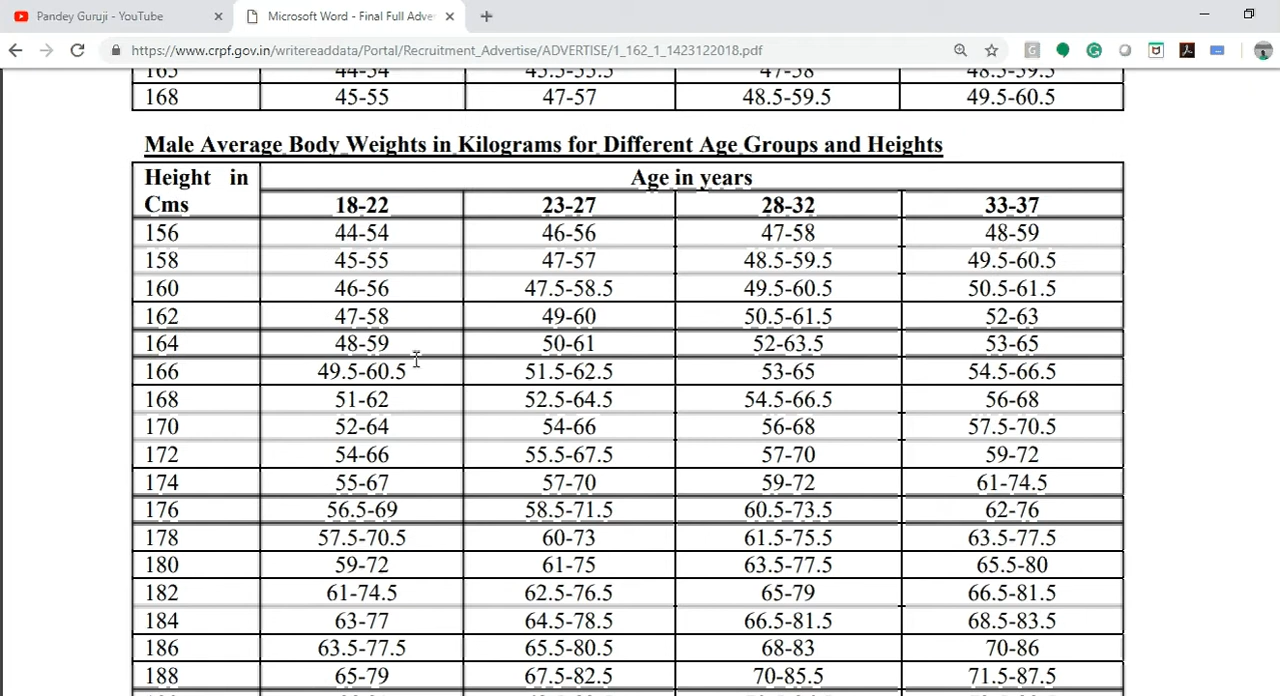 Pandey Guruji - YouTube
Microsoft Word - Final Full Adve
https://www.crpf.gov.in/writereaddata/Portal/Recruitment_Advertise/ADVERTISE/1_162_1_1423122018.pdf
165 44-54 45.5-55.5 47-58 48.5-59.5
168 45-55 47-57 48.5-59.5 49.5-60.5
Male Average Body Weights in Kilograms for Different Age Groups and Heights
Height in Cms Age in years
18-22 23-27 28-32 33-37
156 44-54 46-56 47-58 48-59
158 45-55 47-57 48.5-59.5 49.5-60.5
160 46-56 47.5-58.5 49.5-60.5 50.5-61.5
162 47-58 49-60 50.5-61.5 52-63
164 48-59 50-61 52-63.5 53-65
166 49.5-60.5 51.5-62.5 53-65 54.5-66.5
168 51-62 52.5-64.5 54.5-66.5 56-68
170 52-64 54-66 56-68 57.5-70.5
172 54-66 55.5-67.5 57-70 59-72
174 55-67 57-70 59-72 61-74.5
176 56.5-69 58.5-71.5 60.5-73.5 62-76
178 57.5-70.5 60-73 61.5-75.5 63.5-77.5
180 59-72 61-75 63.5-77.5 65.5-80
182 61-74.5 62.5-76.5 65-79 66.5-81.5
184 63-77 64.5-78.5 66.5-81.5 68.5-83.5
186 63.5-77.5 65.5-80.5 68-83 70-86
188 65-79 67.5-82.5 70-85.5 71.5-87.5